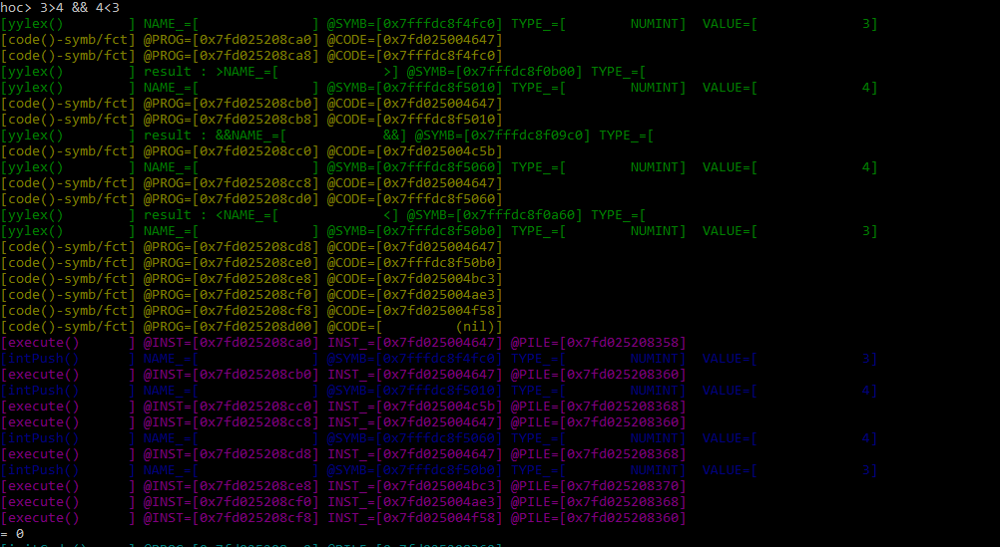 hoc> 3>4 && 4<3
[yylex()        ] NAME_=[              ] @SYMB=[0x7fffdc8f4fc0] TYPE_=[        NUMINT]  VALUE=[             3]
[code()-symb/fct] @PROG=[0x7fd025208ca0] @CODE=[0x7fd025004647]
[code()-symb/fct] @PROG=[0x7fd025208ca8] @CODE=[0x7fffdc8f4fc0]
[yylex()        ] result : >NAME_=[             >] @SYMB=[0x7fffdc8f0b00] TYPE_=[
[yylex()        ] NAME_=[              ] @SYMB=[0x7fffdc8f5010] TYPE_=[        NUMINT]  VALUE=[             4]
[code()-symb/fct] @PROG=[0x7fd025208cb0] @CODE=[0x7fd025004647]
[code()-symb/fct] @PROG=[0x7fd025208cb8] @CODE=[0x7fffdc8f5010]
[yylex()        ] result : &&NAME_=[            &&] @SYMB=[0x7fffdc8f09c0] TYPE_=[
[code()-symb/fct] @PROG=[0x7fd025208cc0] @CODE=[0x7fd025004c5b]
[yylex()        ] NAME_=[              ] @SYMB=[0x7fffdc8f5060] TYPE_=[        NUMINT]  VALUE=[             4]
[code()-symb/fct] @PROG=[0x7fd025208cc8] @CODE=[0x7fd025004647]
[code()-symb/fct] @PROG=[0x7fd025208cd0] @CODE=[0x7fffdc8f5060]
[yylex()        ] result : <NAME_=[             <] @SYMB=[0x7fffdc8f0a60] TYPE_=[
[yylex()        ] NAME_=[              ] @SYMB=[0x7fffdc8f50b0] TYPE_=[        NUMINT]  VALUE=[             3]
[code()-symb/fct] @PROG=[0x7fd025208cd8] @CODE=[0x7fd025004647]
[code()-symb/fct] @PROG=[0x7fd025208ce0] @CODE=[0x7fffdc8f50b0]
[code()-symb/fct] @PROG=[0x7fd025208ce8] @CODE=[0x7fd025004bc3]
[code()-symb/fct] @PROG=[0x7fd025208cf0] @CODE=[0x7fd025004ae3]
[code()-symb/fct] @PROG=[0x7fd025208cf8] @CODE=[0x7fd025004f58]
[code()-symb/fct] @PROG=[0x7fd025208d00] @CODE=[         (nil)]
[execute()      ] @INST=[0x7fd025208ca0] INST_=[0x7fd025004647] @PILE=[0x7fd025208358]
[intPush()      ] NAME_=[              ] @SYMB=[0x7fffdc8f4fc0] TYPE_=[        NUMINT]  VALUE=[             3]
[execute()      ] @INST=[0x7fd025208cb0] INST_=[0x7fd025004647] @PILE=[0x7fd025208360]
[intPush()      ] NAME_=[              ] @SYMB=[0x7fffdc8f5010] TYPE_=[        NUMINT]  VALUE=[             4]
[execute()      ] @INST=[0x7fd025208cc0] INST_=[0x7fd025004c5b] @PILE=[0x7fd025208368]
[execute()      ] @INST=[0x7fd025208cc8] INST_=[0x7fd025004647] @PILE=[0x7fd025208360]
[intPush()      ] NAME_=[              ] @SYMB=[0x7fffdc8f5060] TYPE_=[        NUMINT]  VALUE=[             4]
[execute()      ] @INST=[0x7fd025208cd8] INST_=[0x7fd025004647] @PILE=[0x7fd025208368]
[intPush()      ] NAME_=[              ] @SYMB=[0x7fffdc8f50b0] TYPE_=[        NUMINT]  VALUE=[             3]
[execute()      ] @INST=[0x7fd025208ce8] INST_=[0x7fd025004bc3] @PILE=[0x7fd025208370]
[execute()      ] @INST=[0x7fd025208cf0] INST_=[0x7fd025004ae3] @PILE=[0x7fd025208368]
[execute()      ] @INST=[0x7fd025208cf8] INST_=[0x7fd025004f58] @PILE=[0x7fd025208360]
= 0